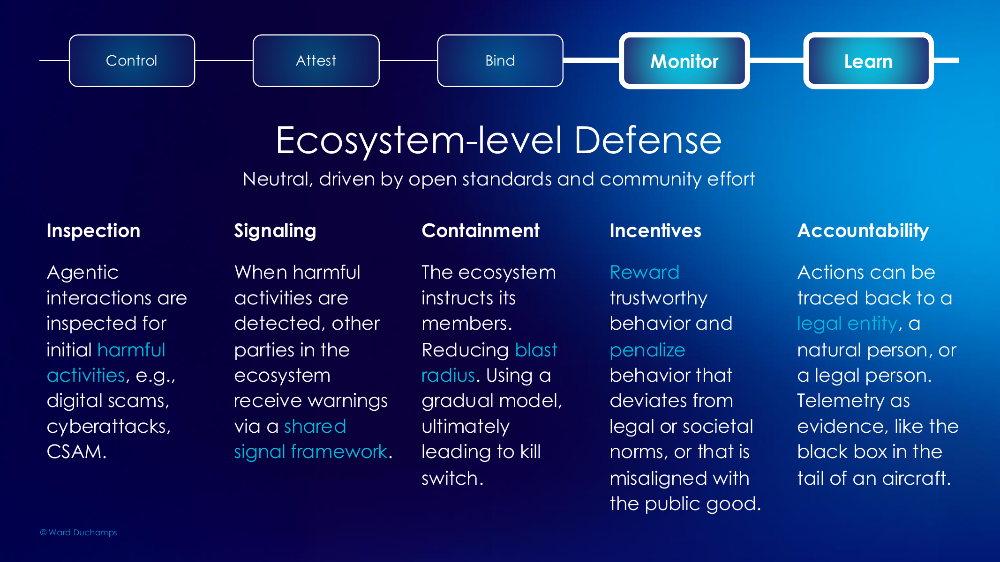 Control
Attest
Bind
Monitor
Learn
Ecosystem-level Defense
Neutral, driven by open standards and community effort
Inspection
Agentic
interactions are
inspected for
initial harmful
activities, e.g.,
digital scams,
cyberattacks,
CSAM.
Signaling
When harmful
activities are
detected, other
parties in the
ecosystem
receive warnings
via a shared
signal framework.
Containment
The ecosystem
instructs its
members.
Reducing blast
radius. Using a
gradual model,
ultimately
leading to kill
switch.
Incentives
Reward
trustworthy
behavior and
penalize
behavior that
deviates from
legal or societal
norms, or that is
misaligned with
the public good.
Accountability
Actions can be
traced back to a
legal entity, a
natural person, or
a legal person.
Telemetry as
evidence, like the
black box in the
tail of an aircraft.
© Ward Duchamps